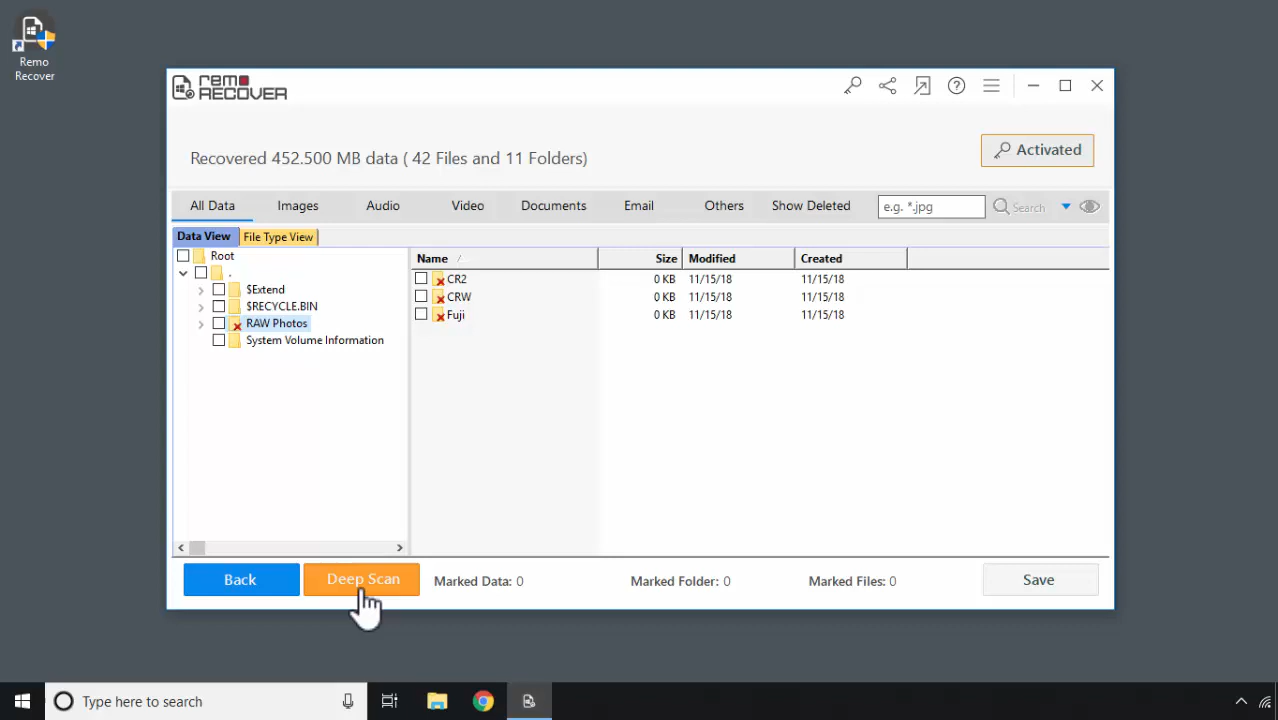 Remo
Recover
remo
RECOVER
Recovered 452.500 MB data ( 42 Files and 11 Folders)
Activated
All Data Images Audio Video Documents Email Others Show Deleted e.g. *.jpg Search
Data View File Type View
Root
.
$Extend
$RECYCLE.BIN
RAW Photos
System Volume Information
Name Size Modified Created
CR2 0 KB 11/15/18 11/15/18
CRW 0 KB 11/15/18 11/15/18
Fuji 0 KB 11/15/18 11/15/18
Back Deep Scan Marked Data: 0 Marked Folder: 0 Marked Files: 0 Save
Type here to search